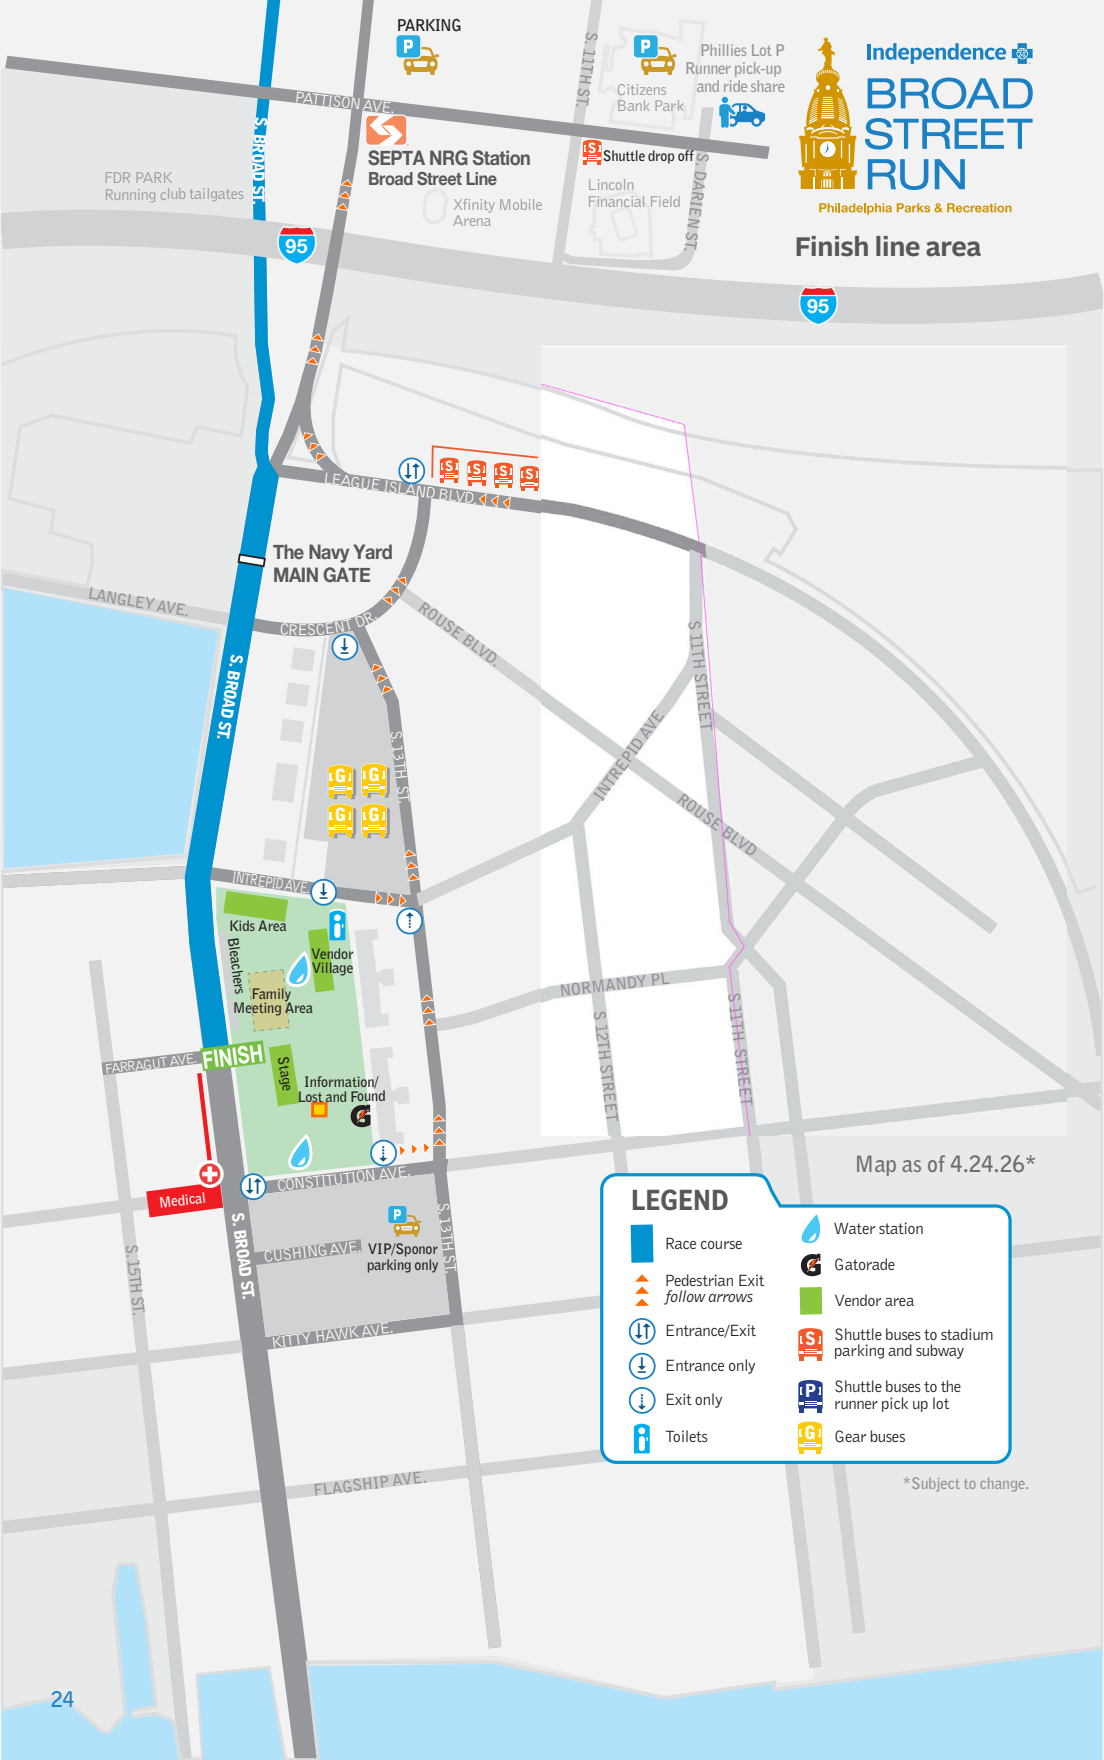 PARKING
P
P
S. 11TH ST.
Citizens
Bank Park
Phillies Lot P
Runner pick-up
and ride share
Independence
BROAD
STREET
RUN
Philadelphia Parks & Recreation
Finish line area
PATTISON AVE.
S. BROAD ST.
SEPTA NRG Station
Broad Street Line
S
Shuttle drop off
S. DARIEN ST.
FDR PARK
Running club tailgates
Xfinity Mobile
Arena
Lincoln
Financial Field
95
95
S
S
S
S
LEAGUE ISLAND BLVD.
The Navy Yard
MAIN GATE
LANGLEY AVE.
CRESCENT DR.
ROUSE BLVD.
S 11TH STREET
S. BROAD ST.
S. 13TH ST.
INTREPID AVE
ROUSE BLVD
G
G
G
G
INTREPID AVE.
Kids Area
Bleachers
Vendor
Village
Family
Meeting Area
NORMANDY PL
S 12TH STREET
S 11TH STREET
FARRAGUT AVE.
FINISH
Stage
Information/
Lost and Found
G
Medical
CONSTITUTION AVE.
P
VIP/Sponor
parking only
S. 13TH ST.
CUSHING AVE.
S. BROAD ST.
S. 15TH ST.
KITTY HAWK AVE.
FLAGSHIP AVE.
Map as of 4.24.26*
LEGEND
Race course
Pedestrian Exit
follow arrows
Entrance/Exit
Entrance only
Exit only
Toilets
Water station
G
Gatorade
Vendor area
S
Shuttle buses to stadium
parking and subway
P
Shuttle buses to the
runner pick up lot
G
Gear buses
*Subject to change.
24